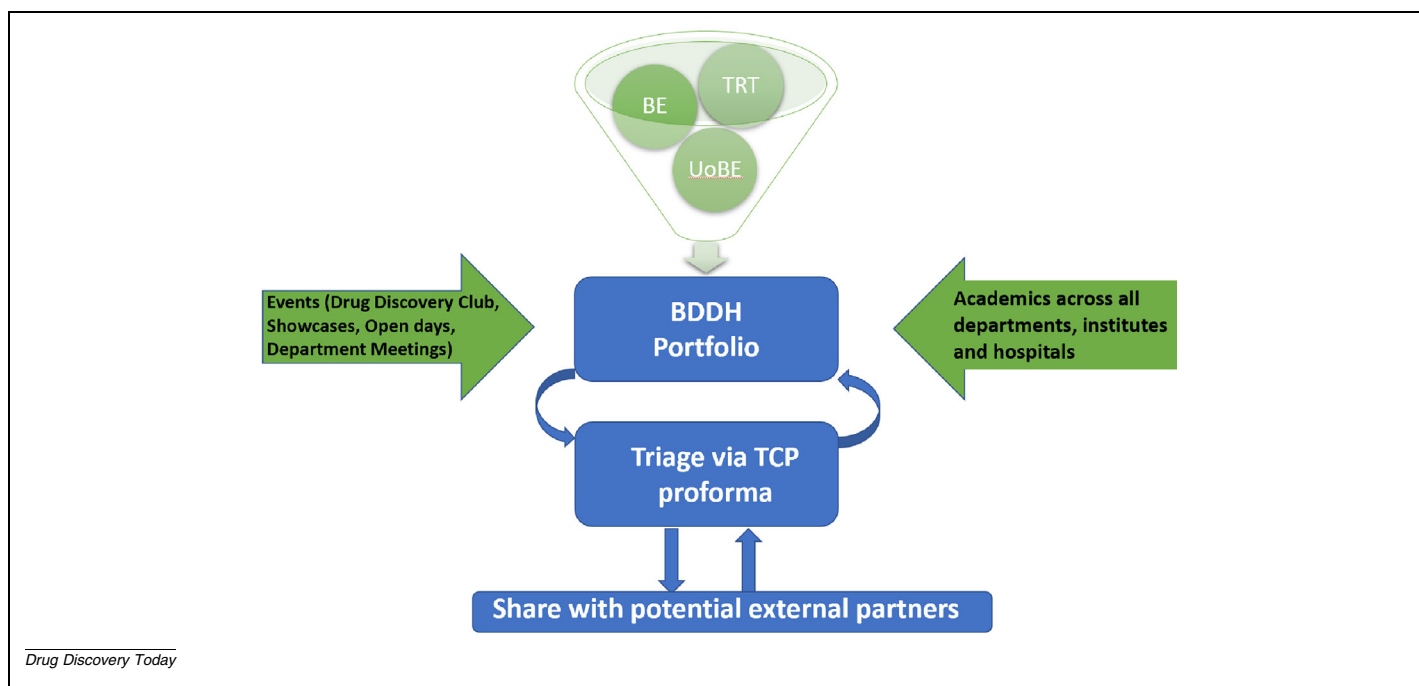 TRT
BE
UoBE
Events (Drug Discovery Club,
Showcases, Open days,
Department Meetings)
BDDH
Portfolio
Academics across all
departments, institutes
and hospitals
Triage via TCP
proforma
Share with potential external partners
Drug Discovery Today